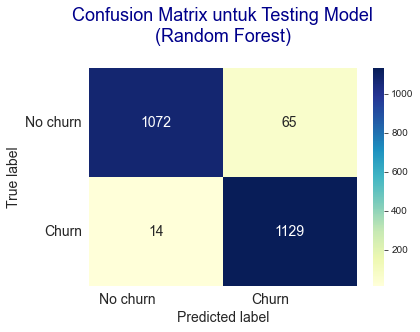 Confusion Matrix untuk Testing Model
(Random Forest)
No churn
1072
65
Churn
14
1129
No churn
Churn
Predicted label
True label
1000
800
600
400
200